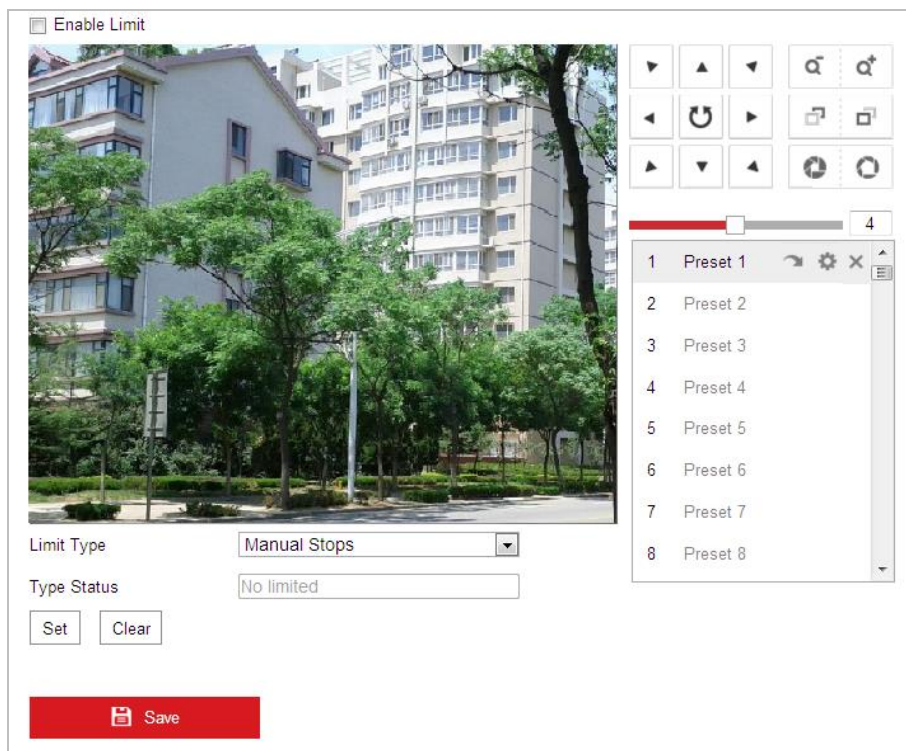 Enable Limit
4
1 Preset 1
2 Preset 2
3 Preset 3
4 Preset 4
5 Preset 5
6 Preset 6
7 Preset 7
8 Preset 8
Limit Type Manual Stops
Type Status No limited
Set Clear
Save